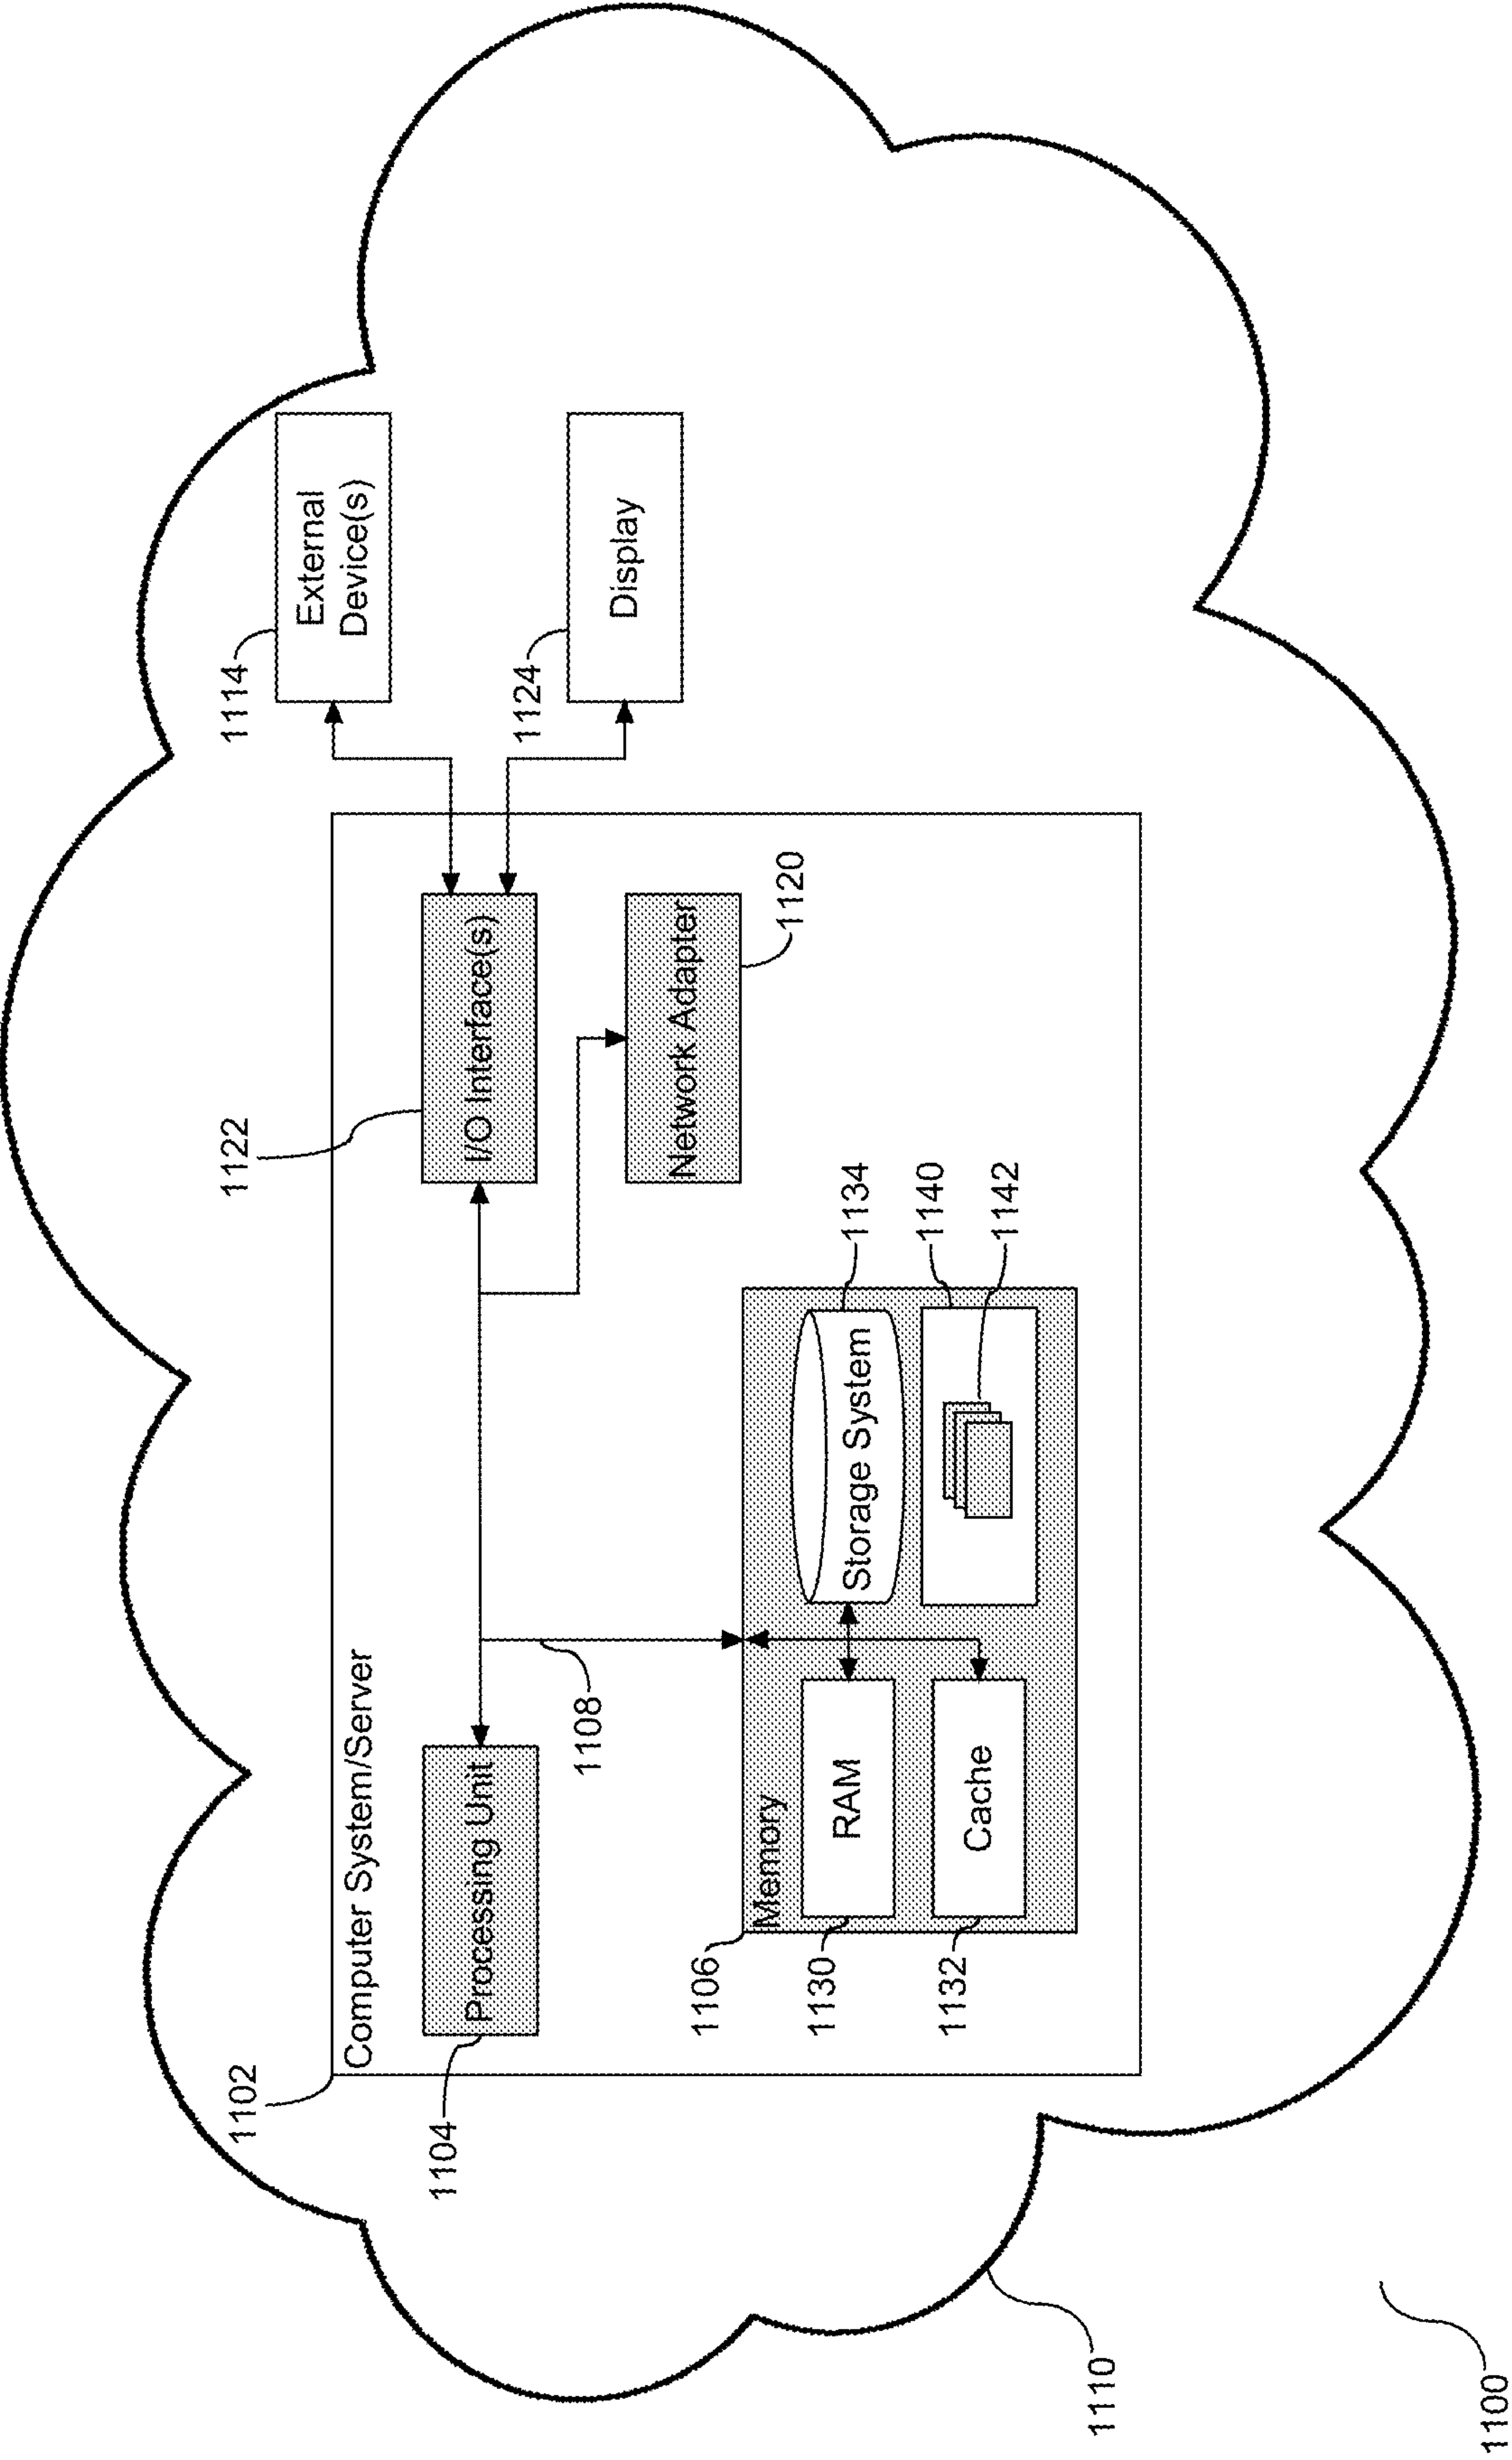 1100
1110
1102
Computer System/Server
1104
Processing Unit
1122
I/O Interface(s)
1114
External
Device(s)
1124
Display
1108
Network Adapter
1120
1106
Memory
1130
RAM
Storage System
1134
1132
Cache
1140
1142